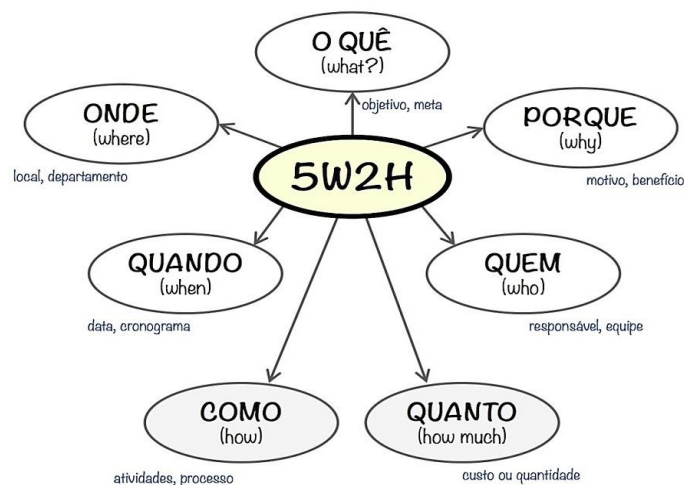 O QUÊ
(what?)
objetivo, meta
ONDE
(where)
local, departamento
PORQUE
(why)
motivo, benefício
5W2H
QUANDO
(when)
data, cronograma
QUEM
(who)
responsável, equipe
COMO
(how)
atividades, processo
QUANTO
(how much)
custo ou quantidade